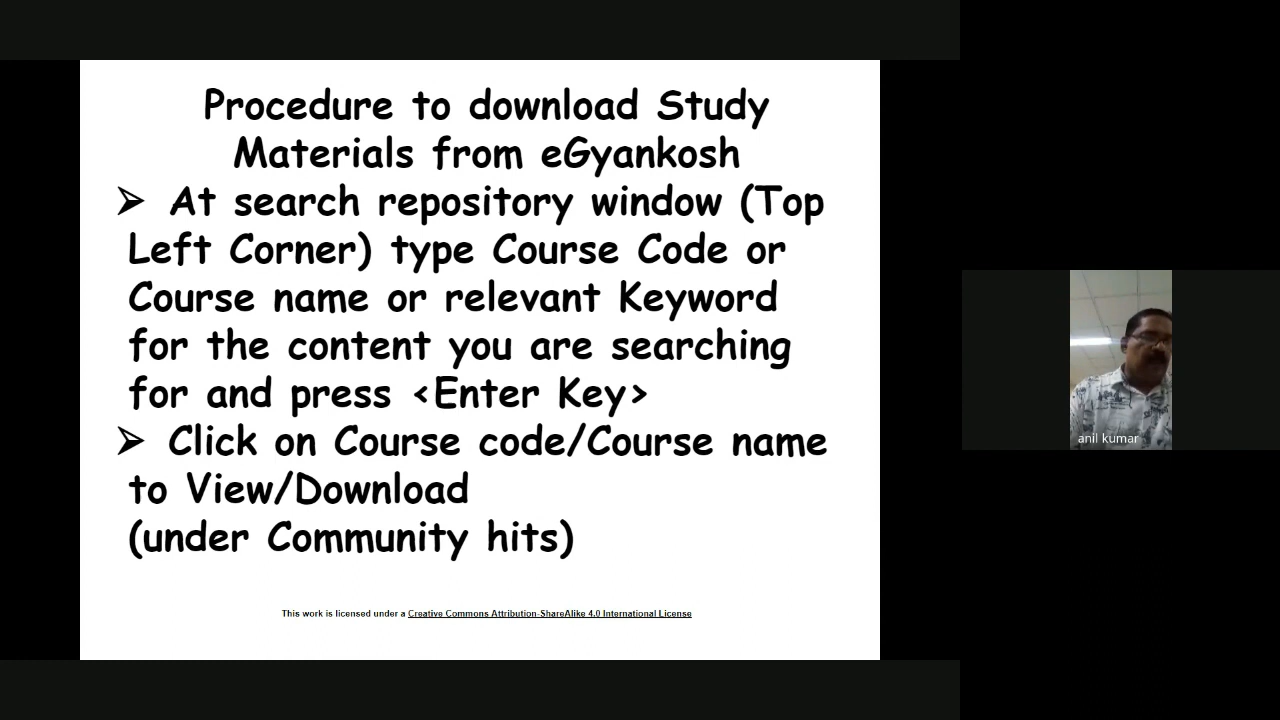 Procedure to download Study
Materials from eGyankosh
➢ At search repository window (Top
Left Corner) type Course Code or
Course name or relevant Keyword
for the content you are searching
for and press <Enter Key>
➢ Click on Course code/Course name
to View/Download
(under Community hits)
This work is licensed under a Creative Commons Attribution-ShareAlike 4.0 International License
anil kumar